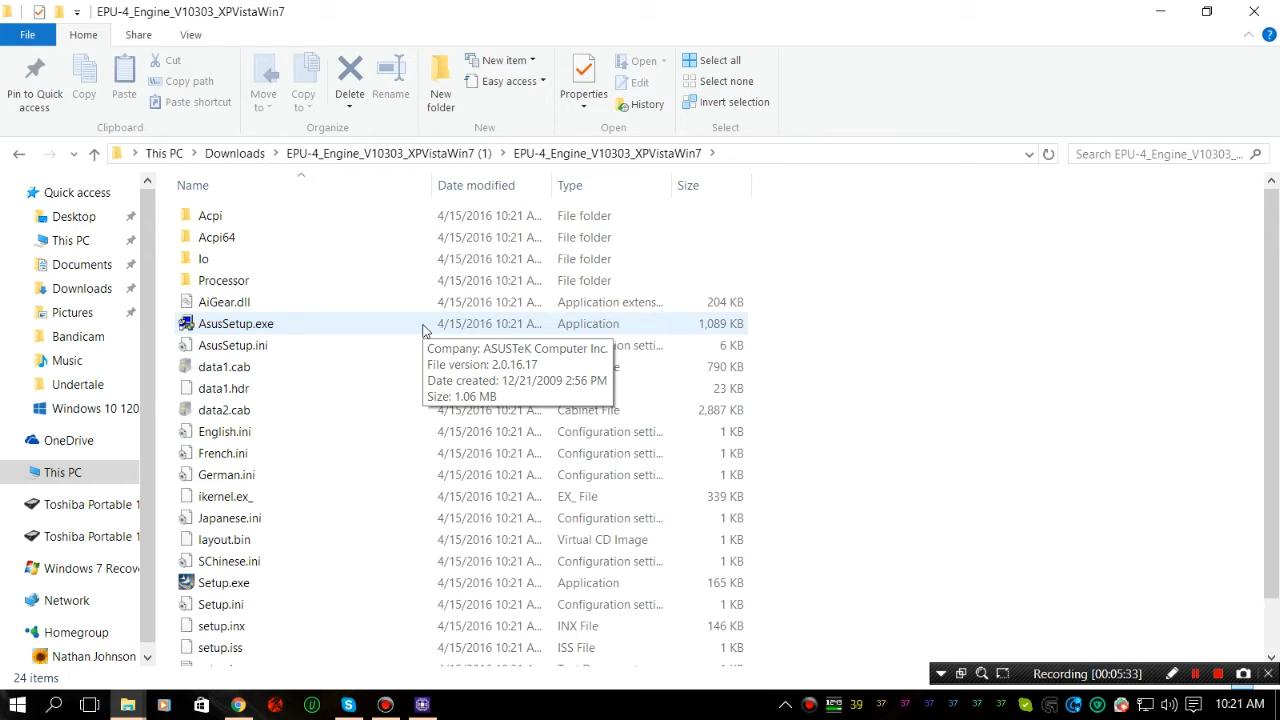 EPU-4_Engine_V10303_XPVistaWin7
File Home Share View
Pin to Quick access
Copy
Paste
Cut
Copy path
Paste shortcut
Clipboard
Move to
Copy to
Delete
Rename
Organize
New folder
New item
Easy access
New
Properties
Open
Edit
History
Open
Select all
Select none
Invert selection
Select
This PC > Downloads > EPU-4_Engine_V10303_XPVistaWin7 (1) > EPU-4_Engine_V10303_XPVistaWin7 >
Search EPU-4_Engine_V10303_...
Quick access
Desktop
This PC
Documents
Downloads
Pictures
Bandicam
Music
Undertale
Windows 10 120
OneDrive
This PC
Toshiba Portable 1
Toshiba Portable 1
Windows 7 Recov
Network
Homegroup
Nathan Johnson
Name Date modified Type Size
Acpi 4/15/2016 10:21 A... File folder
Acpi64 4/15/2016 10:21 A... File folder
Io 4/15/2016 10:21 A... File folder
Processor 4/15/2016 10:21 A... File folder
AiGear.dll 4/15/2016 10:21 A... Application extens... 204 KB
AsusSetup.exe 4/15/2016 10:21 A... Application 1,089 KB
AsusSetup.ini setti... 6 KB
data1.cab e 790 KB
data1.hdr 23 KB
data2.cab 4/15/2016 10:21 A... Cabinet File 2,887 KB
English.ini 4/15/2016 10:21 A... Configuration setti... 1 KB
French.ini 4/15/2016 10:21 A... Configuration setti... 1 KB
German.ini 4/15/2016 10:21 A... Configuration setti... 1 KB
ikernel.ex_ 4/15/2016 10:21 A... EX_ File 339 KB
Japanese.ini 4/15/2016 10:21 A... Configuration setti... 1 KB
layout.bin 4/15/2016 10:21 A... Virtual CD Image 1 KB
SChinese.ini 4/15/2016 10:21 A... Configuration setti... 1 KB
Setup.exe 4/15/2016 10:21 A... Application 165 KB
Setup.ini 4/15/2016 10:21 A... Configuration setti... 1 KB
setup.inx 4/15/2016 10:21 A... INX File 146 KB
setup.iss 4/15/2016 10:21 A... ISS File 1 KB
Company: ASUSTeK Computer Inc.
File version: 2.0.16.17
Date created: 12/21/2009 2:56 PM
Size: 1.06 MB
24 items
Recording [00:05:33]
39 37 37 37 37 37 37
10:21 AM